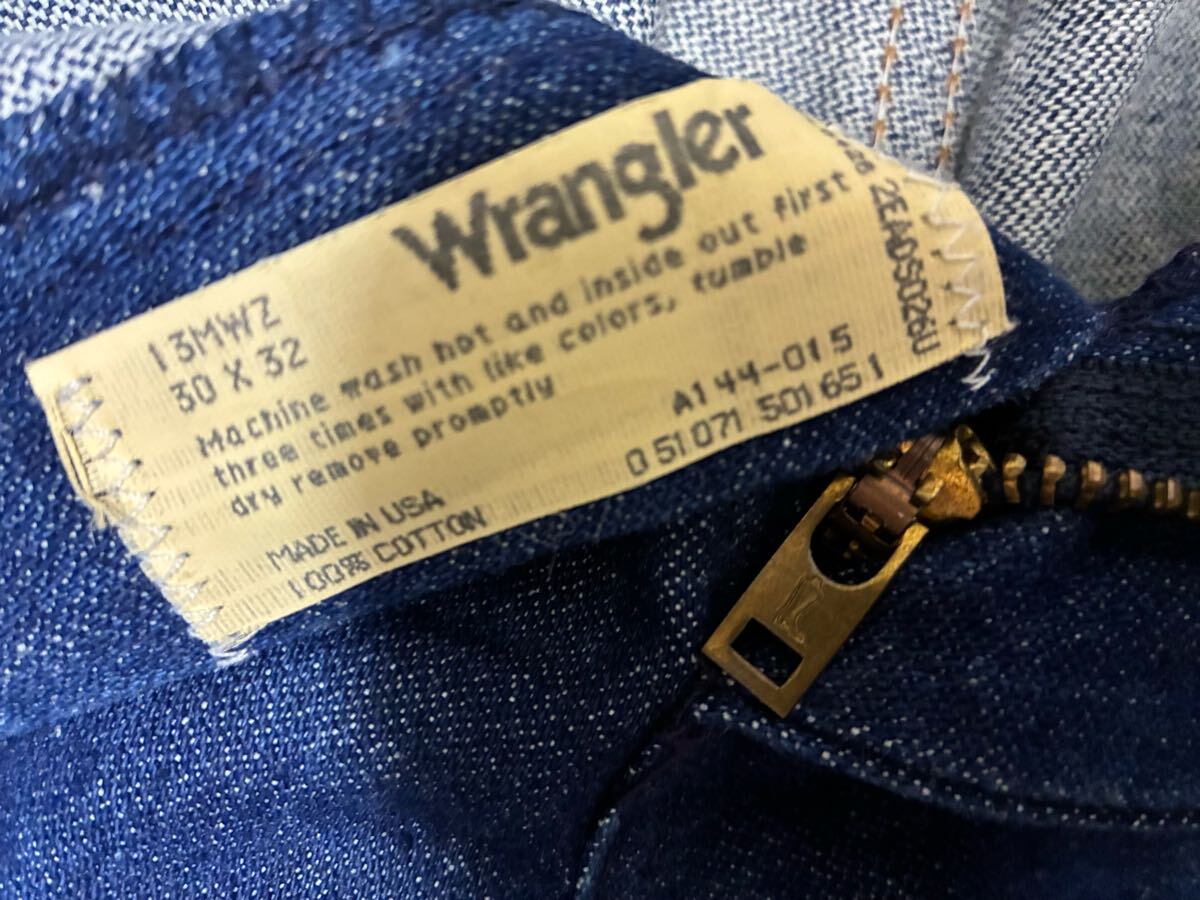 Wrangler
13MWZ
30 X 32
Machine wash hot and inside out first
three times with like colors, tumble
dry remove promptly
A144-015
0 51071 50165 1
MADE IN USA
100% COTTON
2EAOS026U